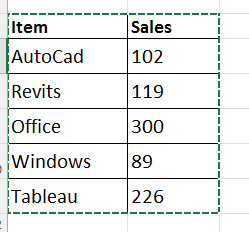 Item Sales
AutoCad 102
Revits 119
Office 300
Windows 89
Tableau 226